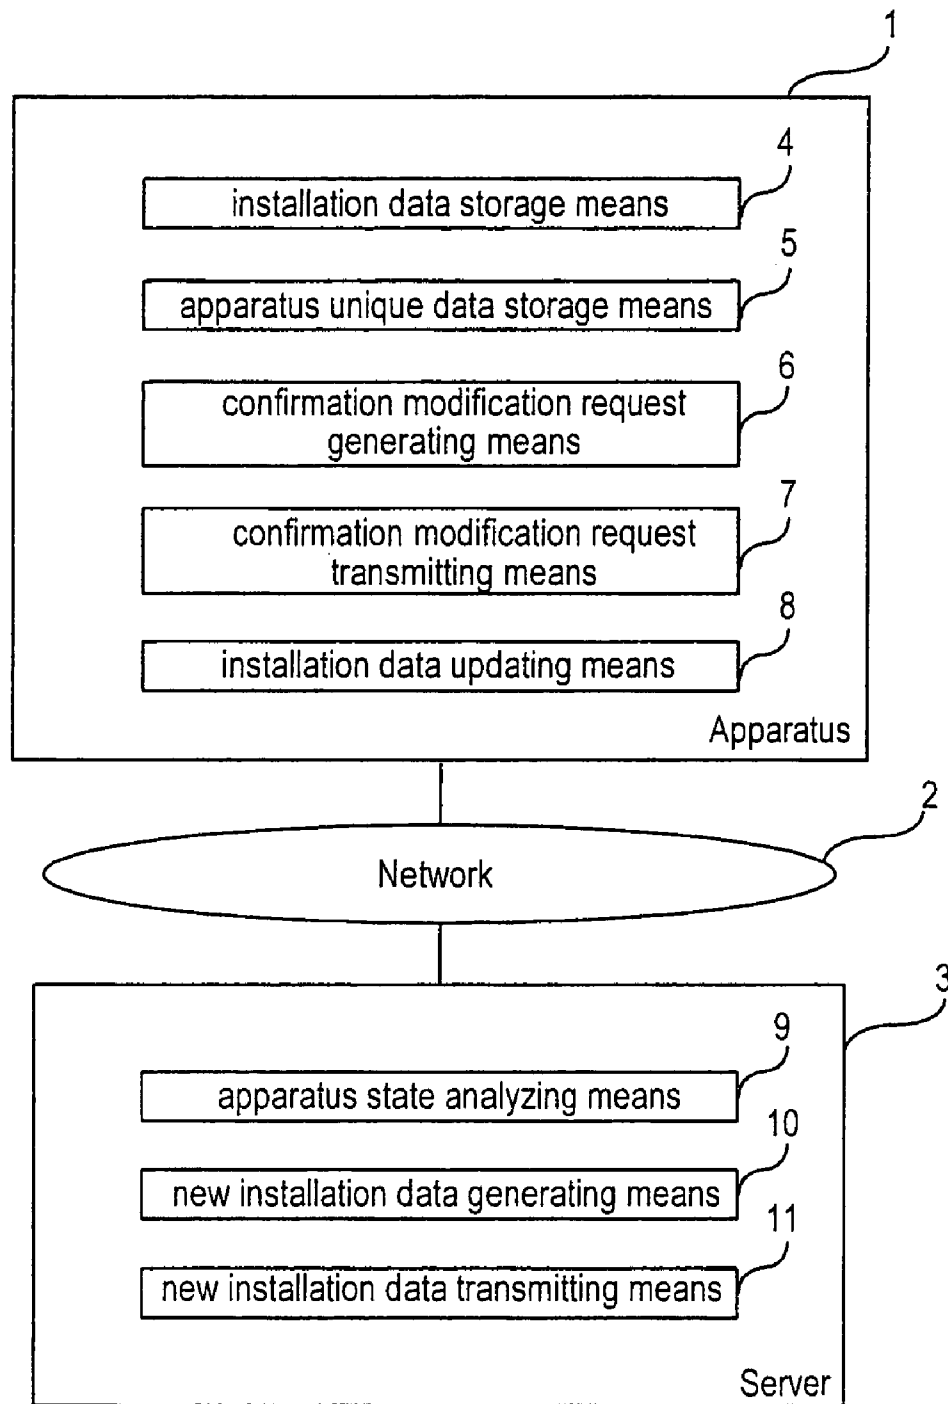 1
4
installation data storage means
5
apparatus unique data storage means
6
confirmation modification request
generating means
7
confirmation modification request
transmitting means
8
installation data updating means
Apparatus
2
Network
3
9
apparatus state analyzing means
10
new installation data generating means
11
new installation data transmitting means
Server